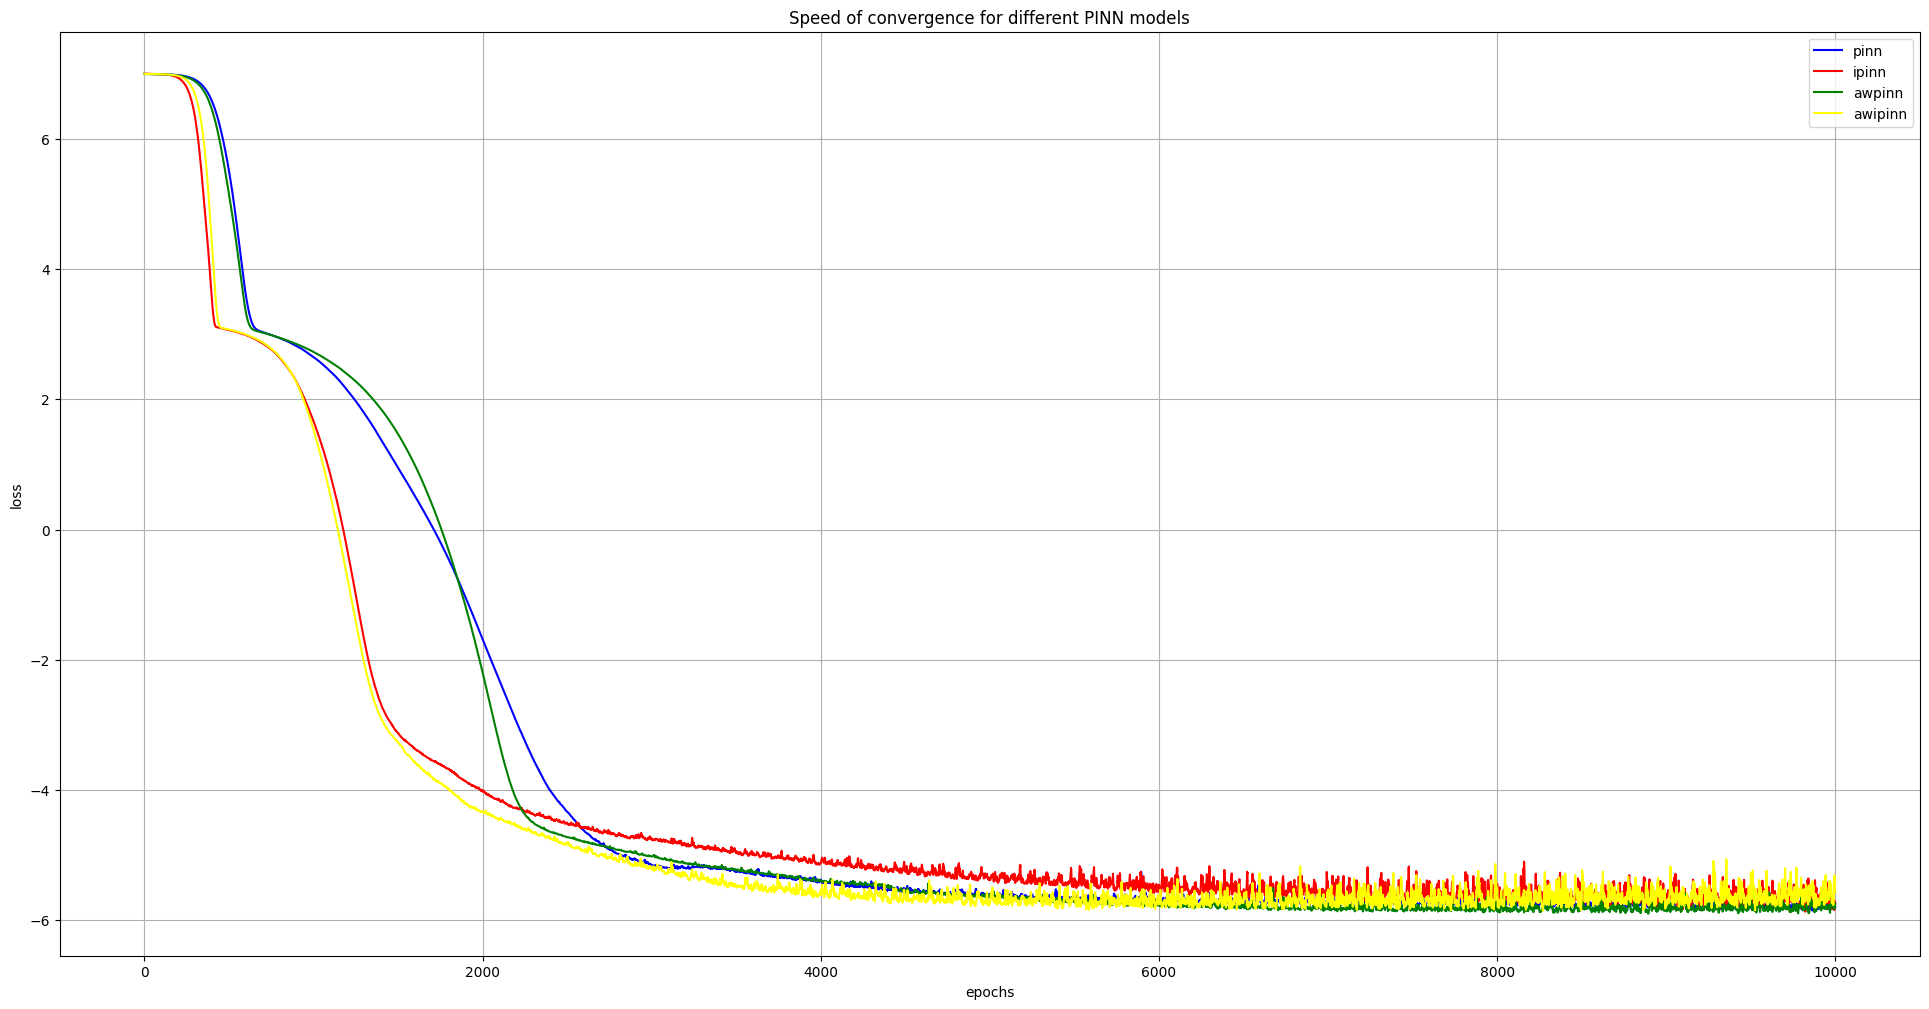 Speed of convergence for different PINN models
pinn
ipinn
awpinn
awipinn
6
4
2
0
−2
−4
−6
loss
0
2000
4000
6000
8000
10000
epochs